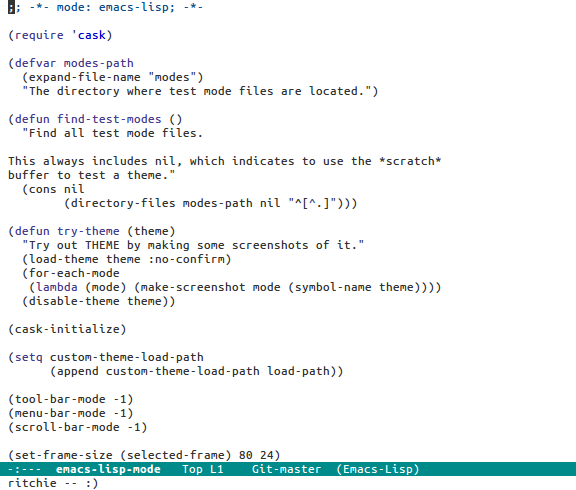 ;; -*- mode: emacs-lisp; -*-

(require 'cask)

(defvar modes-path
  (expand-file-name "modes")
  "The directory where test mode files are located.")

(defun find-test-modes ()
  "Find all test mode files.

This always includes nil, which indicates to use the *scratch*
buffer to test a theme."
  (cons nil
        (directory-files modes-path nil "^[^.]")))

(defun try-theme (theme)
  "Try out THEME by making some screenshots of it."
  (load-theme theme :no-confirm)
  (for-each-mode
   (lambda (mode) (make-screenshot mode (symbol-name theme))))
  (disable-theme theme))

(cask-initialize)

(setq custom-theme-load-path
      (append custom-theme-load-path load-path))

(tool-bar-mode -1)
(menu-bar-mode -1)
(scroll-bar-mode -1)

(set-frame-size (selected-frame) 80 24)
-:---  emacs-lisp-mode   Top L1    Git-master  (Emacs-Lisp)
ritchie -- :)